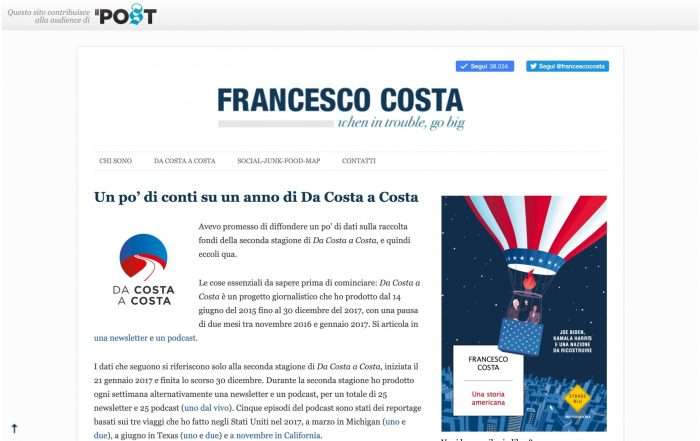 Questo sito contribuisce
alla audience di
IL POST
Segui 38.036
Segui @francescocosta
FRANCESCO COSTA
when in trouble, go big
CHI SONO
DA COSTA A COSTA
SOCIAL-JUNK-FOOD-MAP
CONTATTI
Un po’ di conti su un anno di Da Costa a Costa
DA COSTA
A COSTA
Avevo promesso di diffondere un po’ di dati sulla raccolta
fondi della seconda stagione di Da Costa a Costa, e quindi
eccoli qua.
Le cose essenziali da sapere prima di cominciare: Da Costa a
Costa è un progetto giornalistico che ho prodotto dal 14
giugno del 2015 fino al 30 dicembre del 2017, con una pausa
di due mesi tra novembre 2016 e gennaio 2017. Si articola in
una newsletter e un podcast.
I dati che seguono si riferiscono solo alla seconda stagione di Da Costa a Costa, iniziata il
21 gennaio 2017 e finita lo scorso 30 dicembre. Durante la seconda stagione ho prodotto
ogni settimana alternativamente una newsletter e un podcast, per un totale di 25
newsletter e 25 podcast (uno dal vivo). Cinque episodi del podcast sono stati dei reportage
basati sui tre viaggi che ho fatto negli Stati Uniti nel 2017, a marzo in Michigan (uno e
due), a giugno in Texas (uno e due) e a novembre in California.
JOE BIDEN,
KAMALA HARRIS
E UNA NAZIONE
DA RICOSTRUIRE
FRANCESCO
COSTA
Una storia
americana
STRADE
BLU